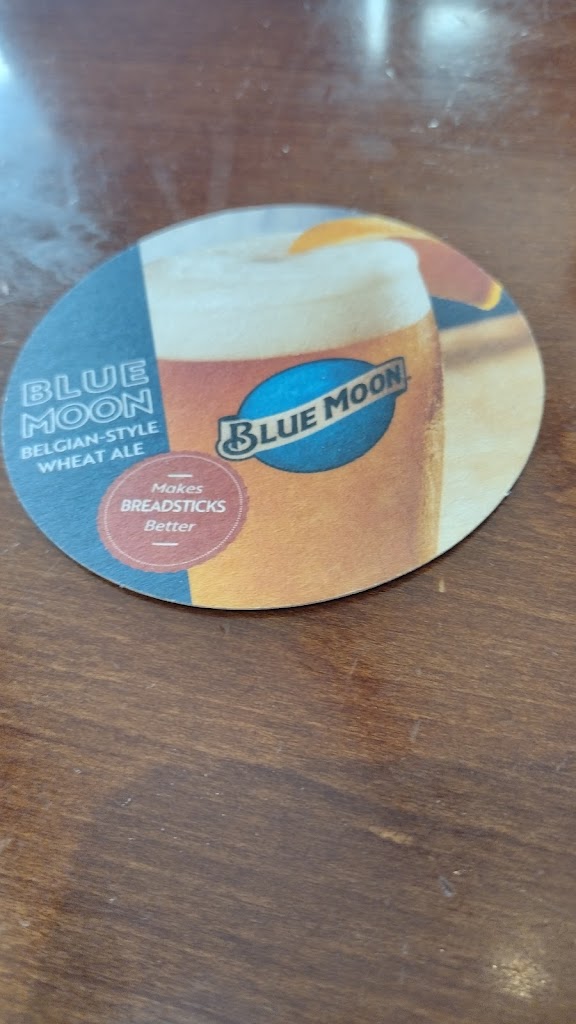 BLUE
MOON
BELGIAN-STYLE
WHEAT ALE
Makes
BREADSTICKS
Better
BLUE MOON